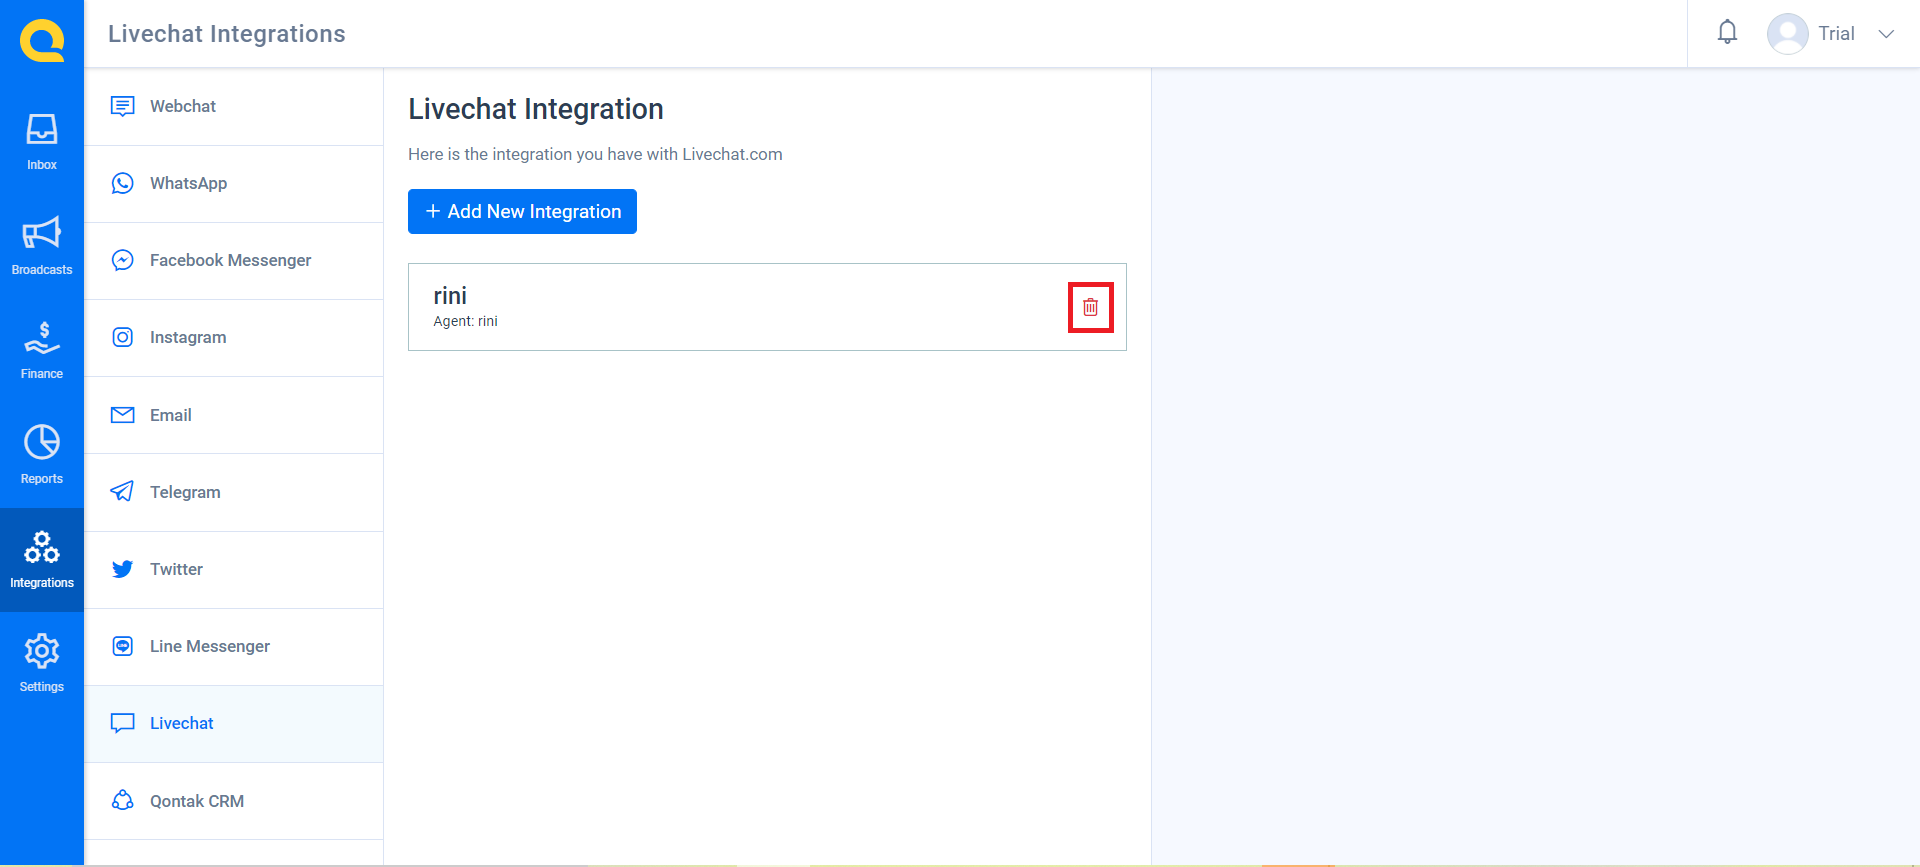 Livechat Integrations
Trial
Inbox
Broadcasts
Finance
Reports
Integrations
Settings
Webchat
WhatsApp
Facebook Messenger
Instagram
Email
Telegram
Twitter
Line Messenger
Livechat
Qontak CRM
Livechat Integration
Here is the integration you have with Livechat.com
+ Add New Integration
rini
Agent: rini